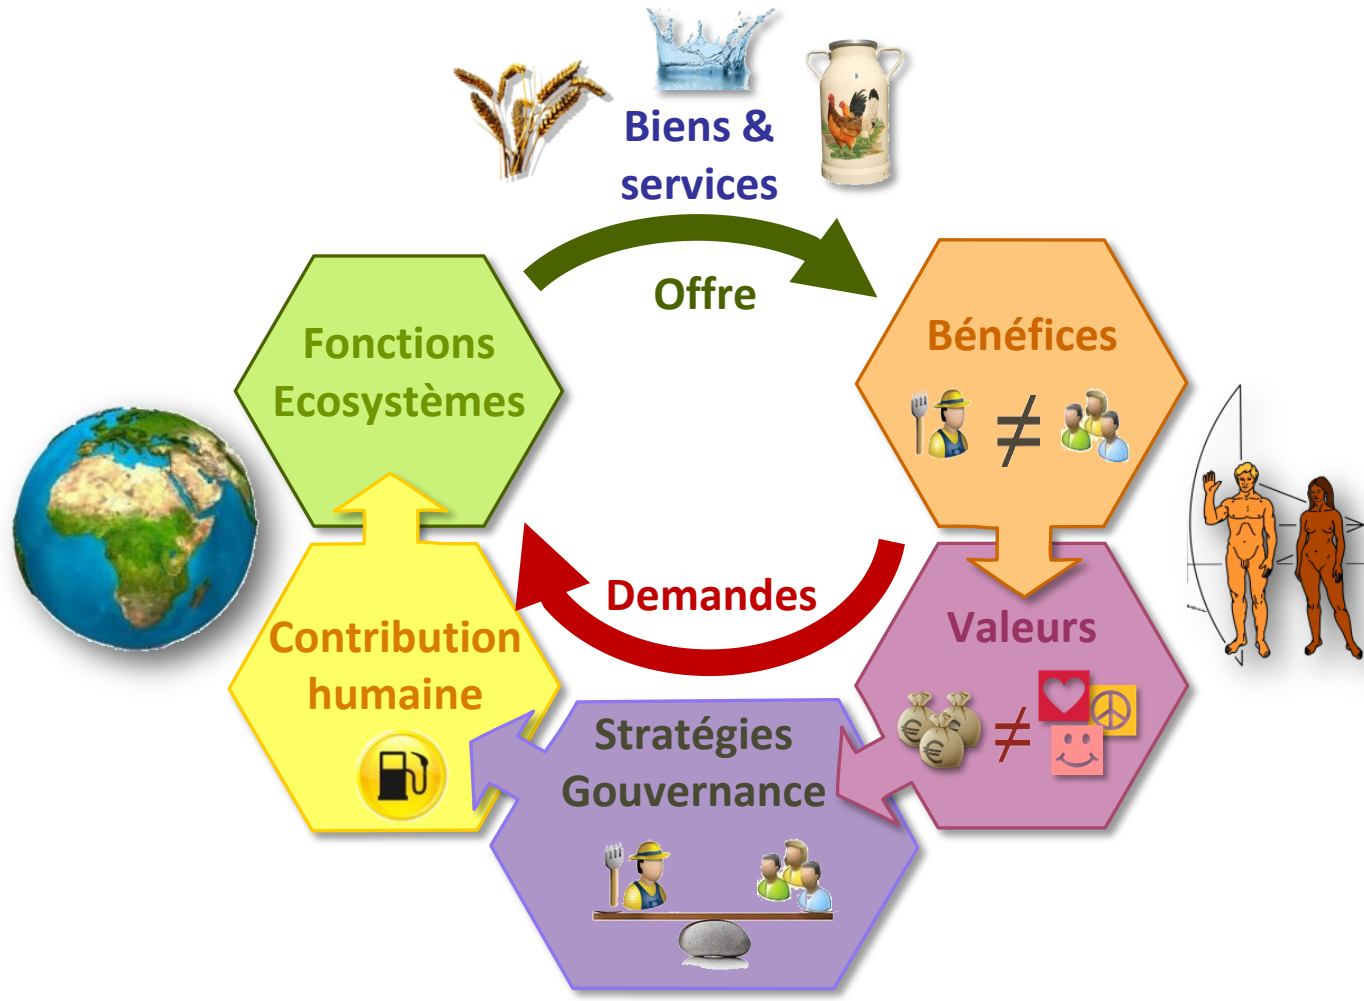 Biens &
services
Offre
Fonctions
Ecosystèmes
Bénéfices
≠
Demandes
Contribution
humaine
Valeurs
€ € €
≠
Stratégies
Gouvernance